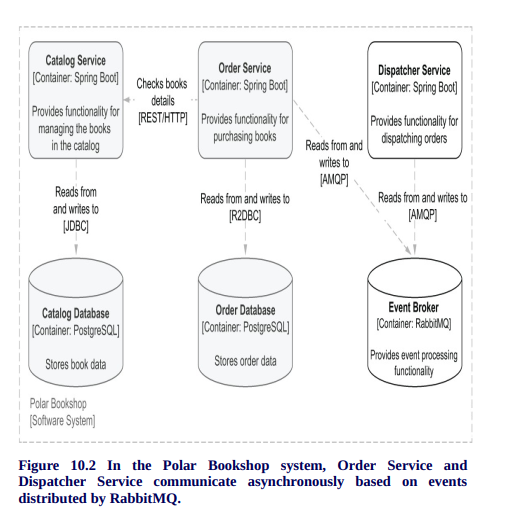 Catalog Service
[Container: Spring Boot]
Provides functionality for
managing the books
in the catalog
Checks books
details
[REST/HTTP]
Order Service
[Container: Spring Boot]
Provides functionality for
purchasing books
Dispatcher Service
[Container: Spring Boot]
Provides functionality for
dispatching orders
Reads from
and writes to
[JDBC]
Reads from and writes to
[R2DBC]
Reads from and
writes to
[AMQP]
Reads from and writes to
[AMQP]
Catalog Database
[Container: PostgreSQL]
Stores book data
Order Database
[Container: PostgreSQL]
Stores order data
Event Broker
[Container: RabbitMQ]
Provides event processing
functionality
Polar Bookshop
[Software System]
Figure 10.2 In the Polar Bookshop system, Order Service and
Dispatcher Service communicate asynchronously based on events
distributed by RabbitMQ.